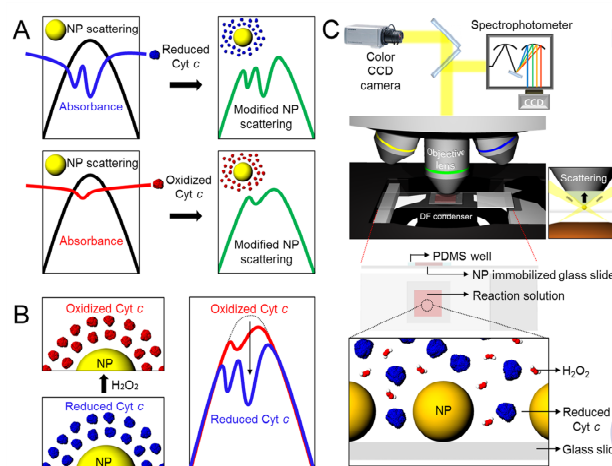 A
NP scattering
Reduced
Cyt c
Absorbance
Modified NP
scattering
NP scattering
Oxidized
Cyt c
Absorbance
Modified NP
scattering
B
Oxidized Cyt c
NP
H₂O₂
Reduced Cyt c
NP
Oxidized Cyt c
Reduced Cyt c
C
Color
CCD
camera
Spectrophotometer
CCD
Objective
lens
DF condenser
Scattering
PDMS well
NP immobilized glass slide
Reaction solution
NP
H₂O₂
Reduced
Cyt c
Glass slid